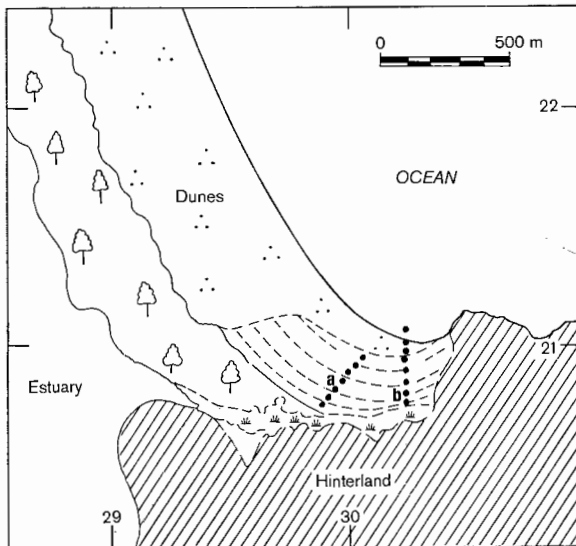 0 500 m
22
OCEAN
Dunes
21
a
b
Estuary
Hinterland
29 30